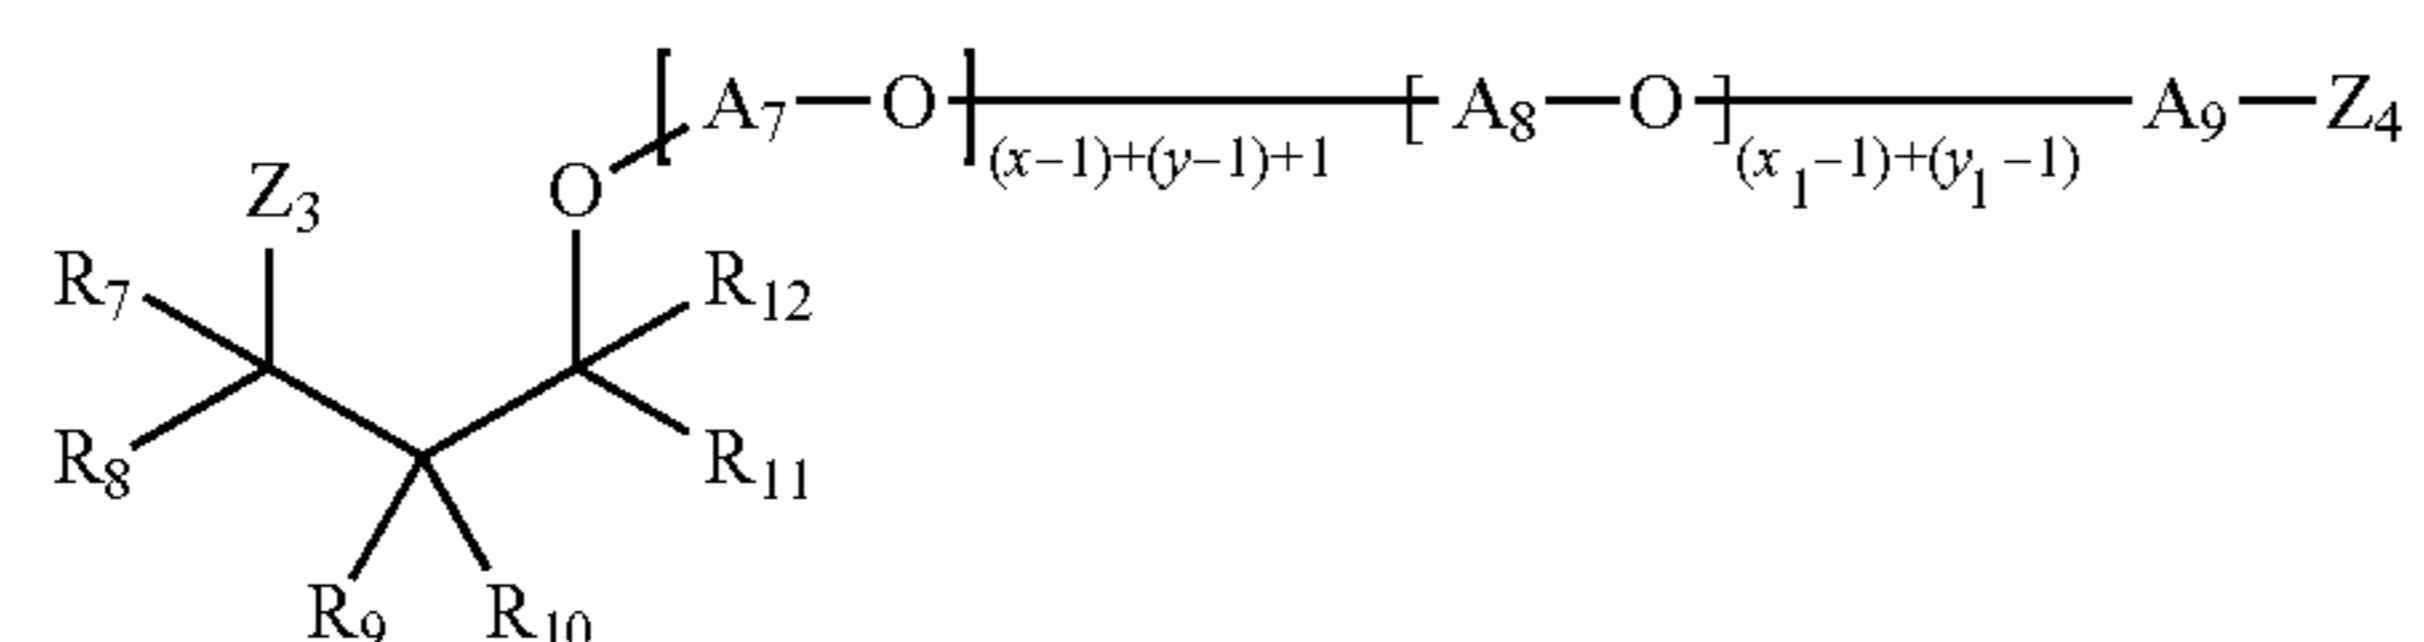 [A7—O](x−1)+(y−1)+1[A8—O](x1−1)+(y1−1)A9—Z4
Z3 O
R7 R12
R8 R11
R9 R10